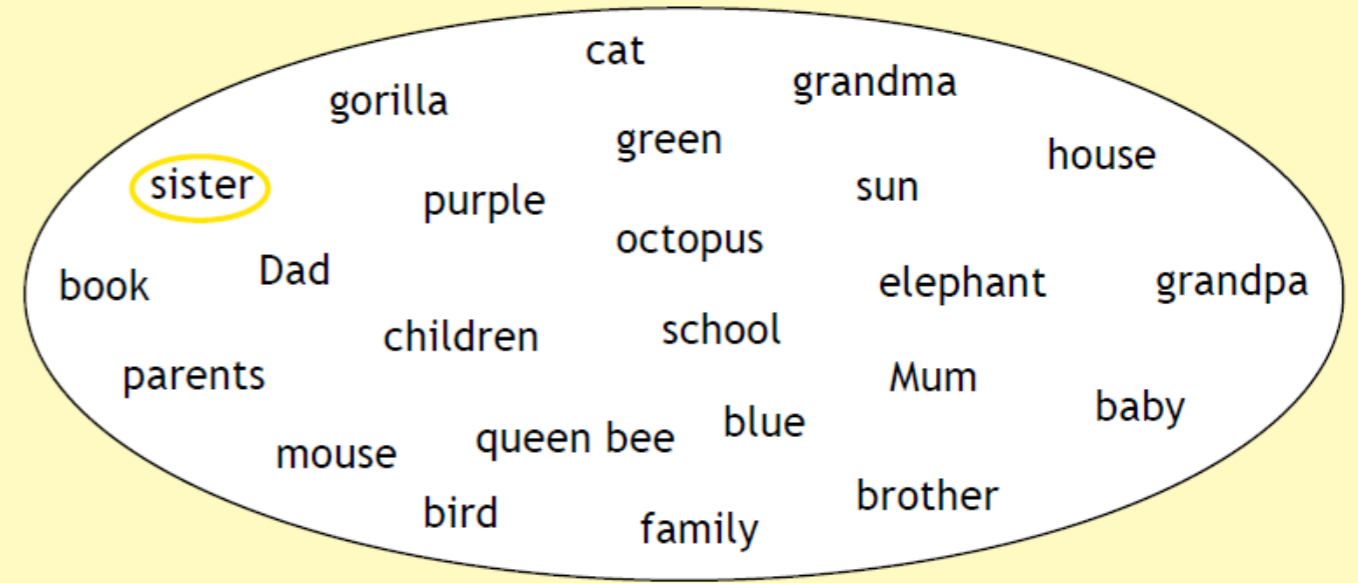 cat
grandma
gorilla
green
house
sister
sun
purple
octopus
Dad
book
elephant
grandpa
children
school
parents
Mum
baby
blue
queen bee
mouse
brother
bird
family